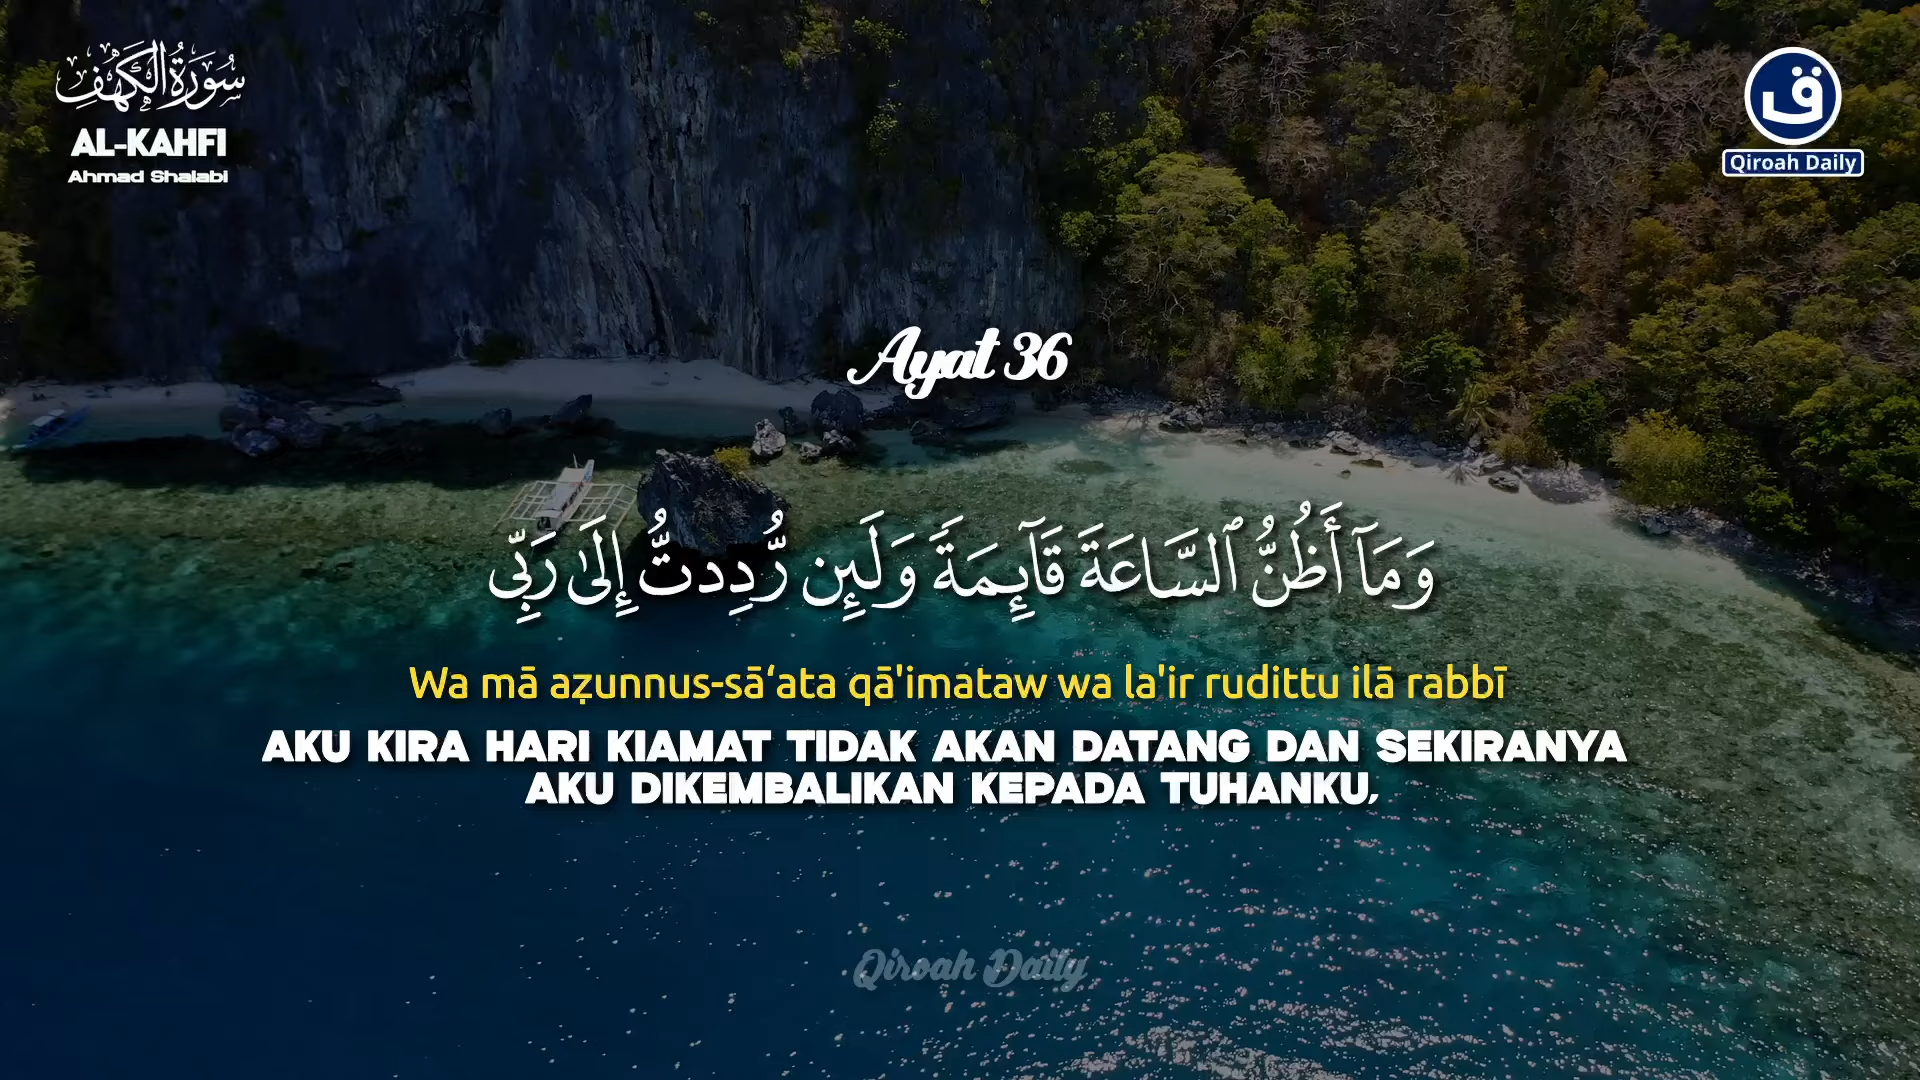 سُورَةُ الْكَهْفِ
AL-KAHFI
Ahmad Shalabi
ق
Qiroah Daily
Ayat 36
وَمَآ أَظُنُّ ٱلسَّاعَةَ قَآئِمَةً وَلَئِن رُّدِدتُّ إِلَىٰ رَبِّى
Wa mā aẓunnus-sā‘ata qā'imataw wa la'ir rudittu ilā rabbī
AKU KIRA HARI KIAMAT TIDAK AKAN DATANG DAN SEKIRANYA
AKU DIKEMBALIKAN KEPADA TUHANKU,
Qiroah Daily